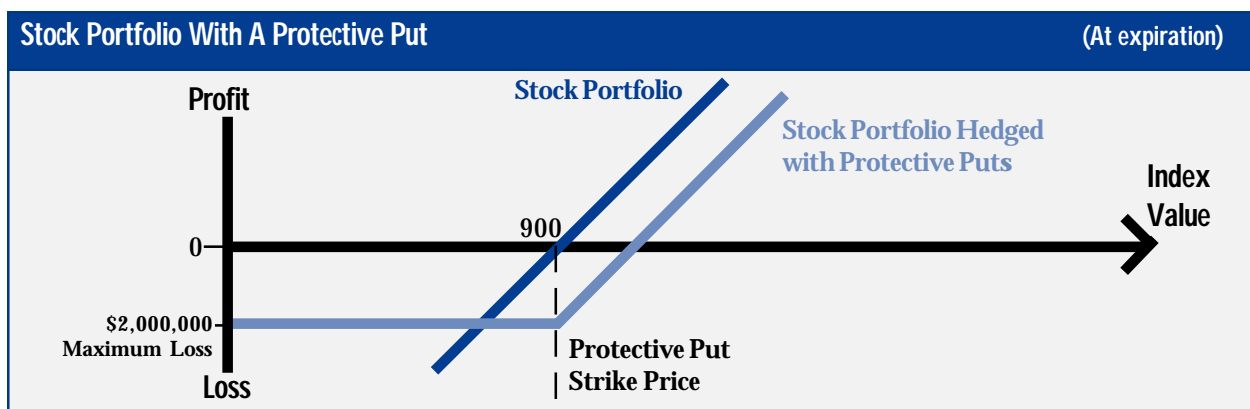 Stock Portfolio With A Protective Put (At expiration)
Profit
Stock Portfolio
Stock Portfolio Hedged
with Protective Puts
Index
Value
900
0
$2,000,000
Maximum Loss
Protective Put
Strike Price
Loss